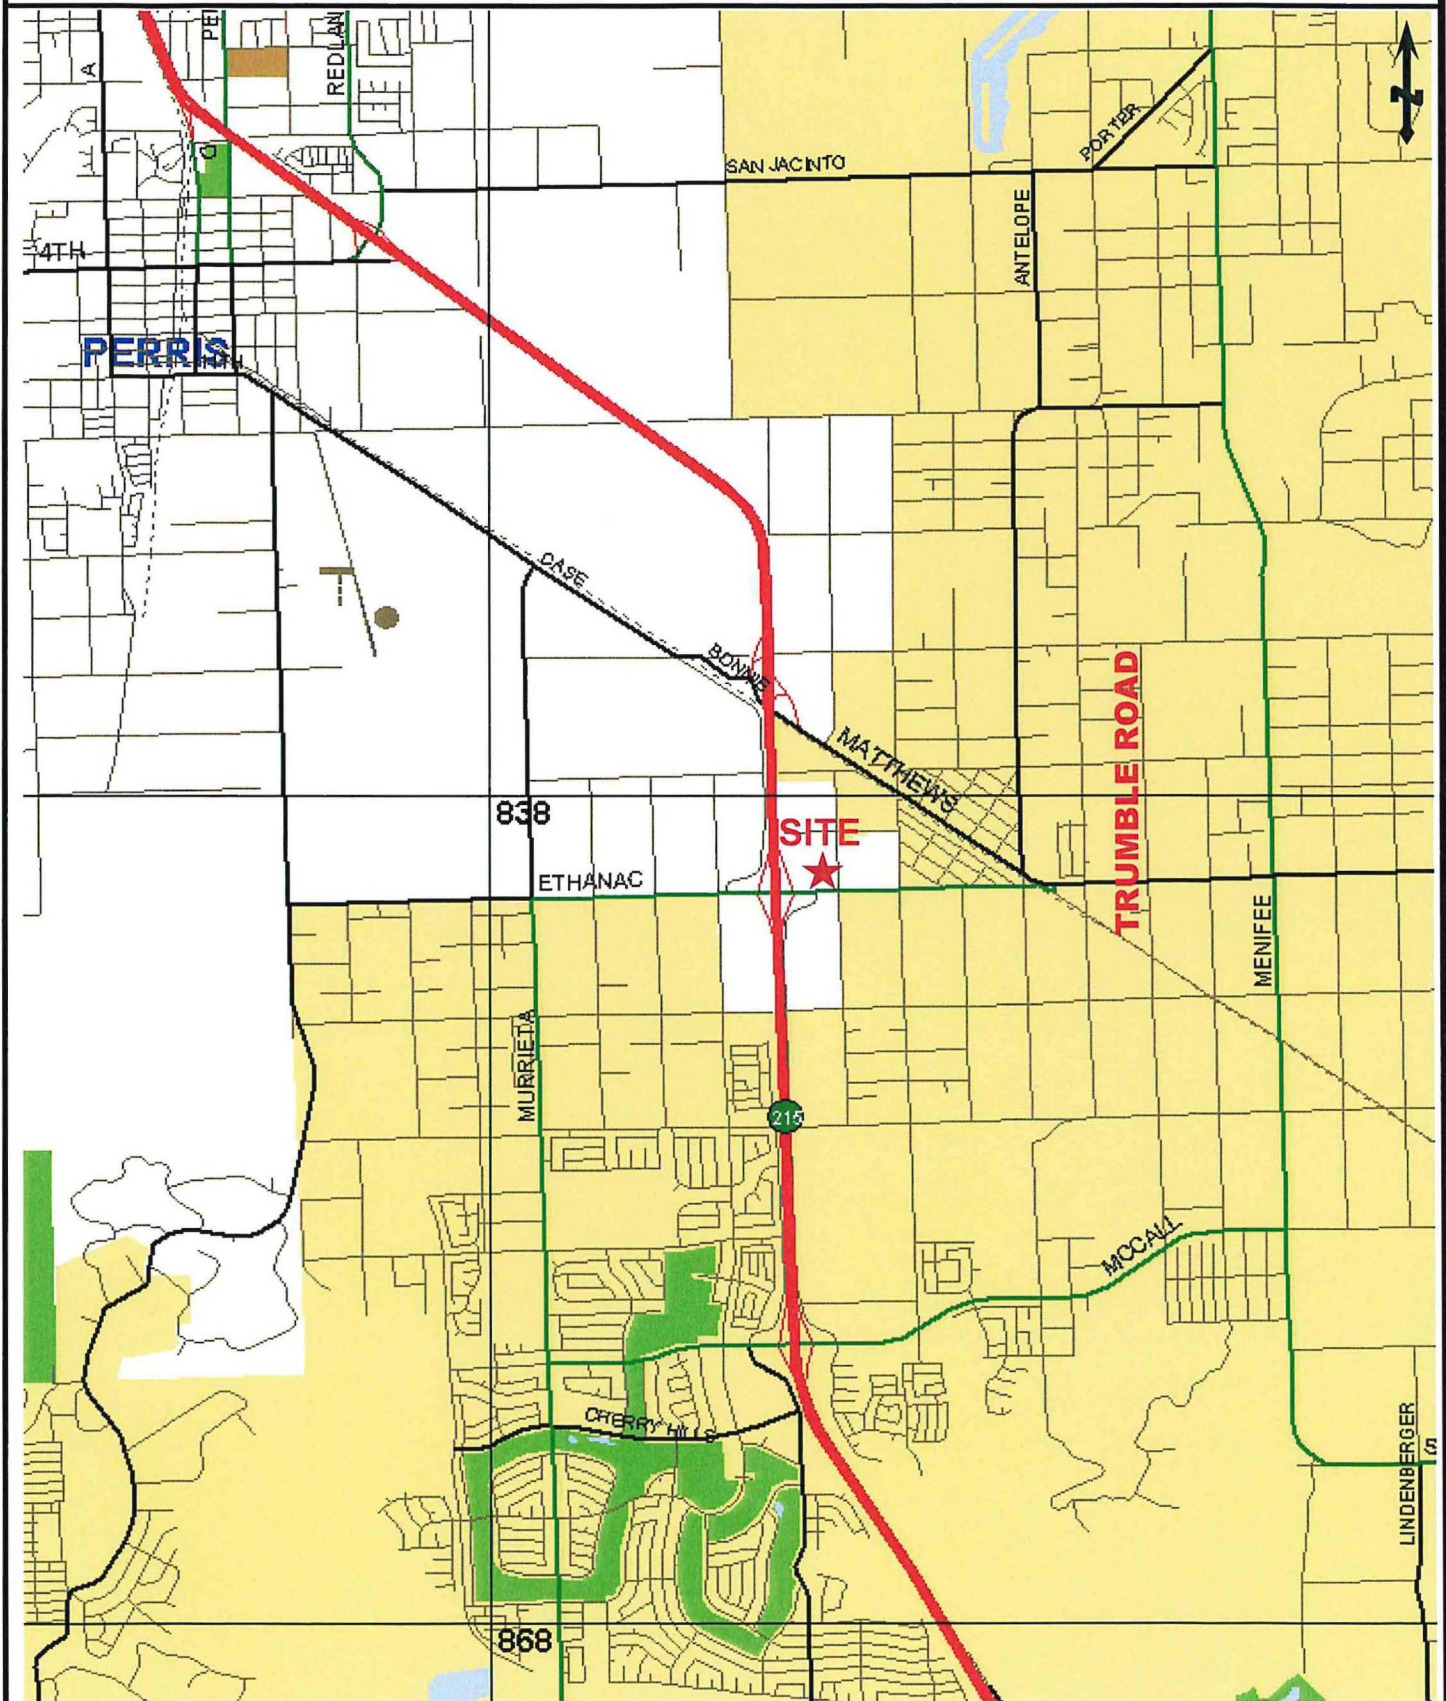 A
REDLAN
N
SAN JACINTO
PORTER
ANTELOPE
4TH
PERRIS
CASE
BONNIE
MATTHEWS
TRUMBLE ROAD
838
SITE
ETHANAC
MENIFEE
MURRIETA
215
MCCALL
CHERRY HILLS
LINDENBERGER
868